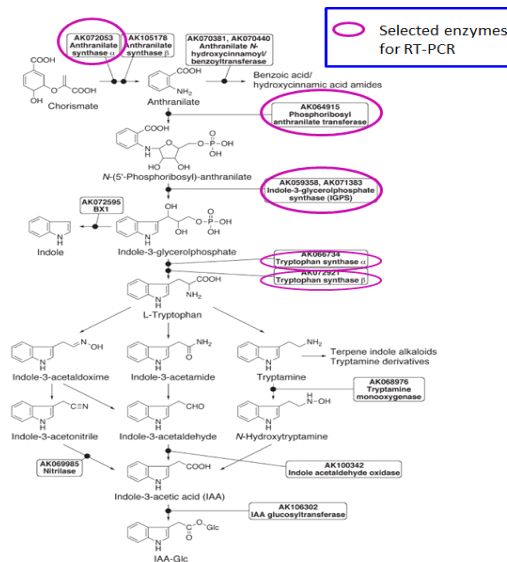 Selected enzymes
for RT-PCR
AK072053
Anthranilate
synthase α
AK105178
Anthranilate
synthase β
AK070381, AK070440
Anthranilate N-
hydroxycinnamoyl/
benzoyltransferase
COOH
O
COOH
OH
Chorismate
COOH
NH2
Anthranilate
Benzoic acid/
hydroxycinnamic acid amides
AK064915
Phosphoribosyl
anthranilate transferase
COOH
O
O
P
OH
OH
N
H
OH
OH
N-(5'-Phosphoribosyl)-anthranilate
AK059358, AK071383
Indole-3-glycerolphosphate
synthase (IGPS)
AK072595
BX1
OH
O
O
P
OH
OH
OH
N
H
Indole
N
H
Indole-3-glycerolphosphate
AK066734
Tryptophan synthase α
AK072921
Tryptophan synthase β
COOH
NH2
N
H
L-Tryptophan
N
OH
N
H
Indole-3-acetaldoxime
NH2
O
N
H
Indole-3-acetamide
NH2
N
H
Tryptamine
Terpene indole alkaloids
Tryptamine derivatives
AK068976
Tryptamine
monooxygenase
C≡N
N
H
Indole-3-acetonitrile
CHO
N
H
Indole-3-acetaldehyde
N
OH
H
N
H
N-Hydroxytryptamine
AK069985
Nitrilase
COOH
N
H
AK100342
Indole acetaldehyde oxidase
Indole-3-acetic acid (IAA)
AK106302
IAA glucosyltransferase
O
Glc
C
O
N
H
IAA-Glc